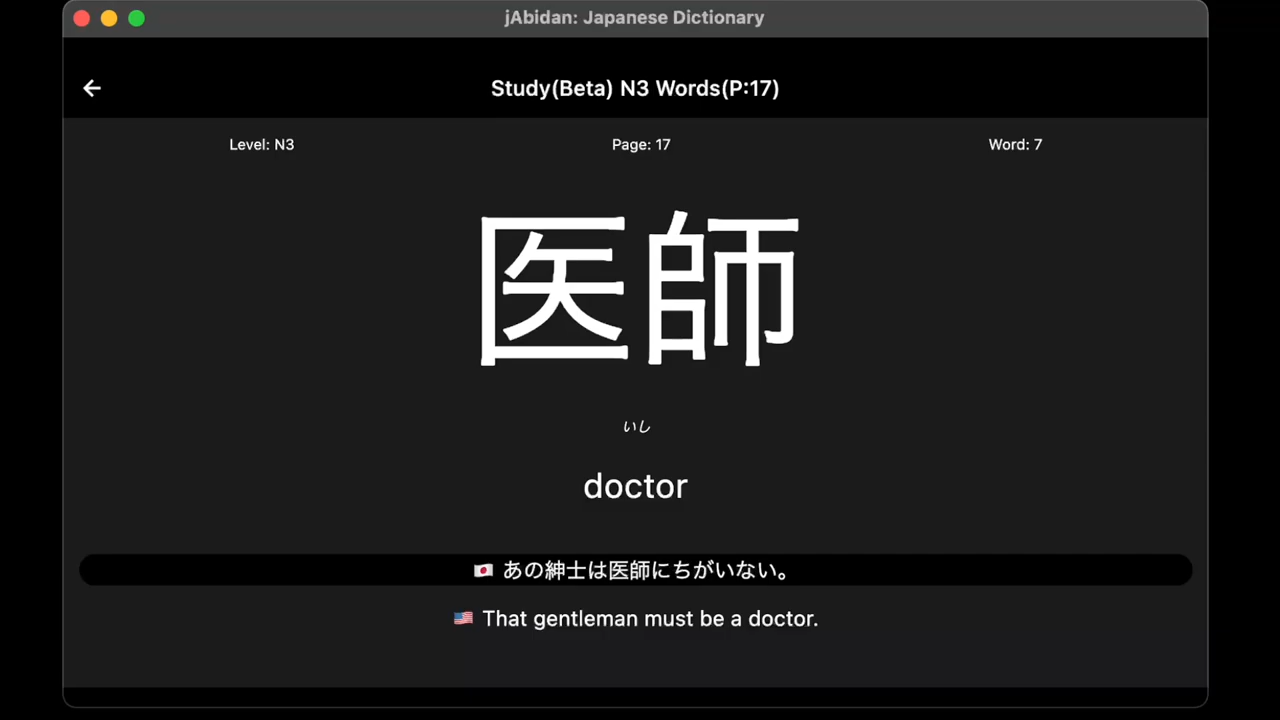 jAbidan: Japanese Dictionary
Study(Beta) N3 Words(P:17)
Level: N3
Page: 17
Word: 7
医師
いし
doctor
🇯🇵 あの紳士は医師にちがいない。
🇺🇸 That gentleman must be a doctor.